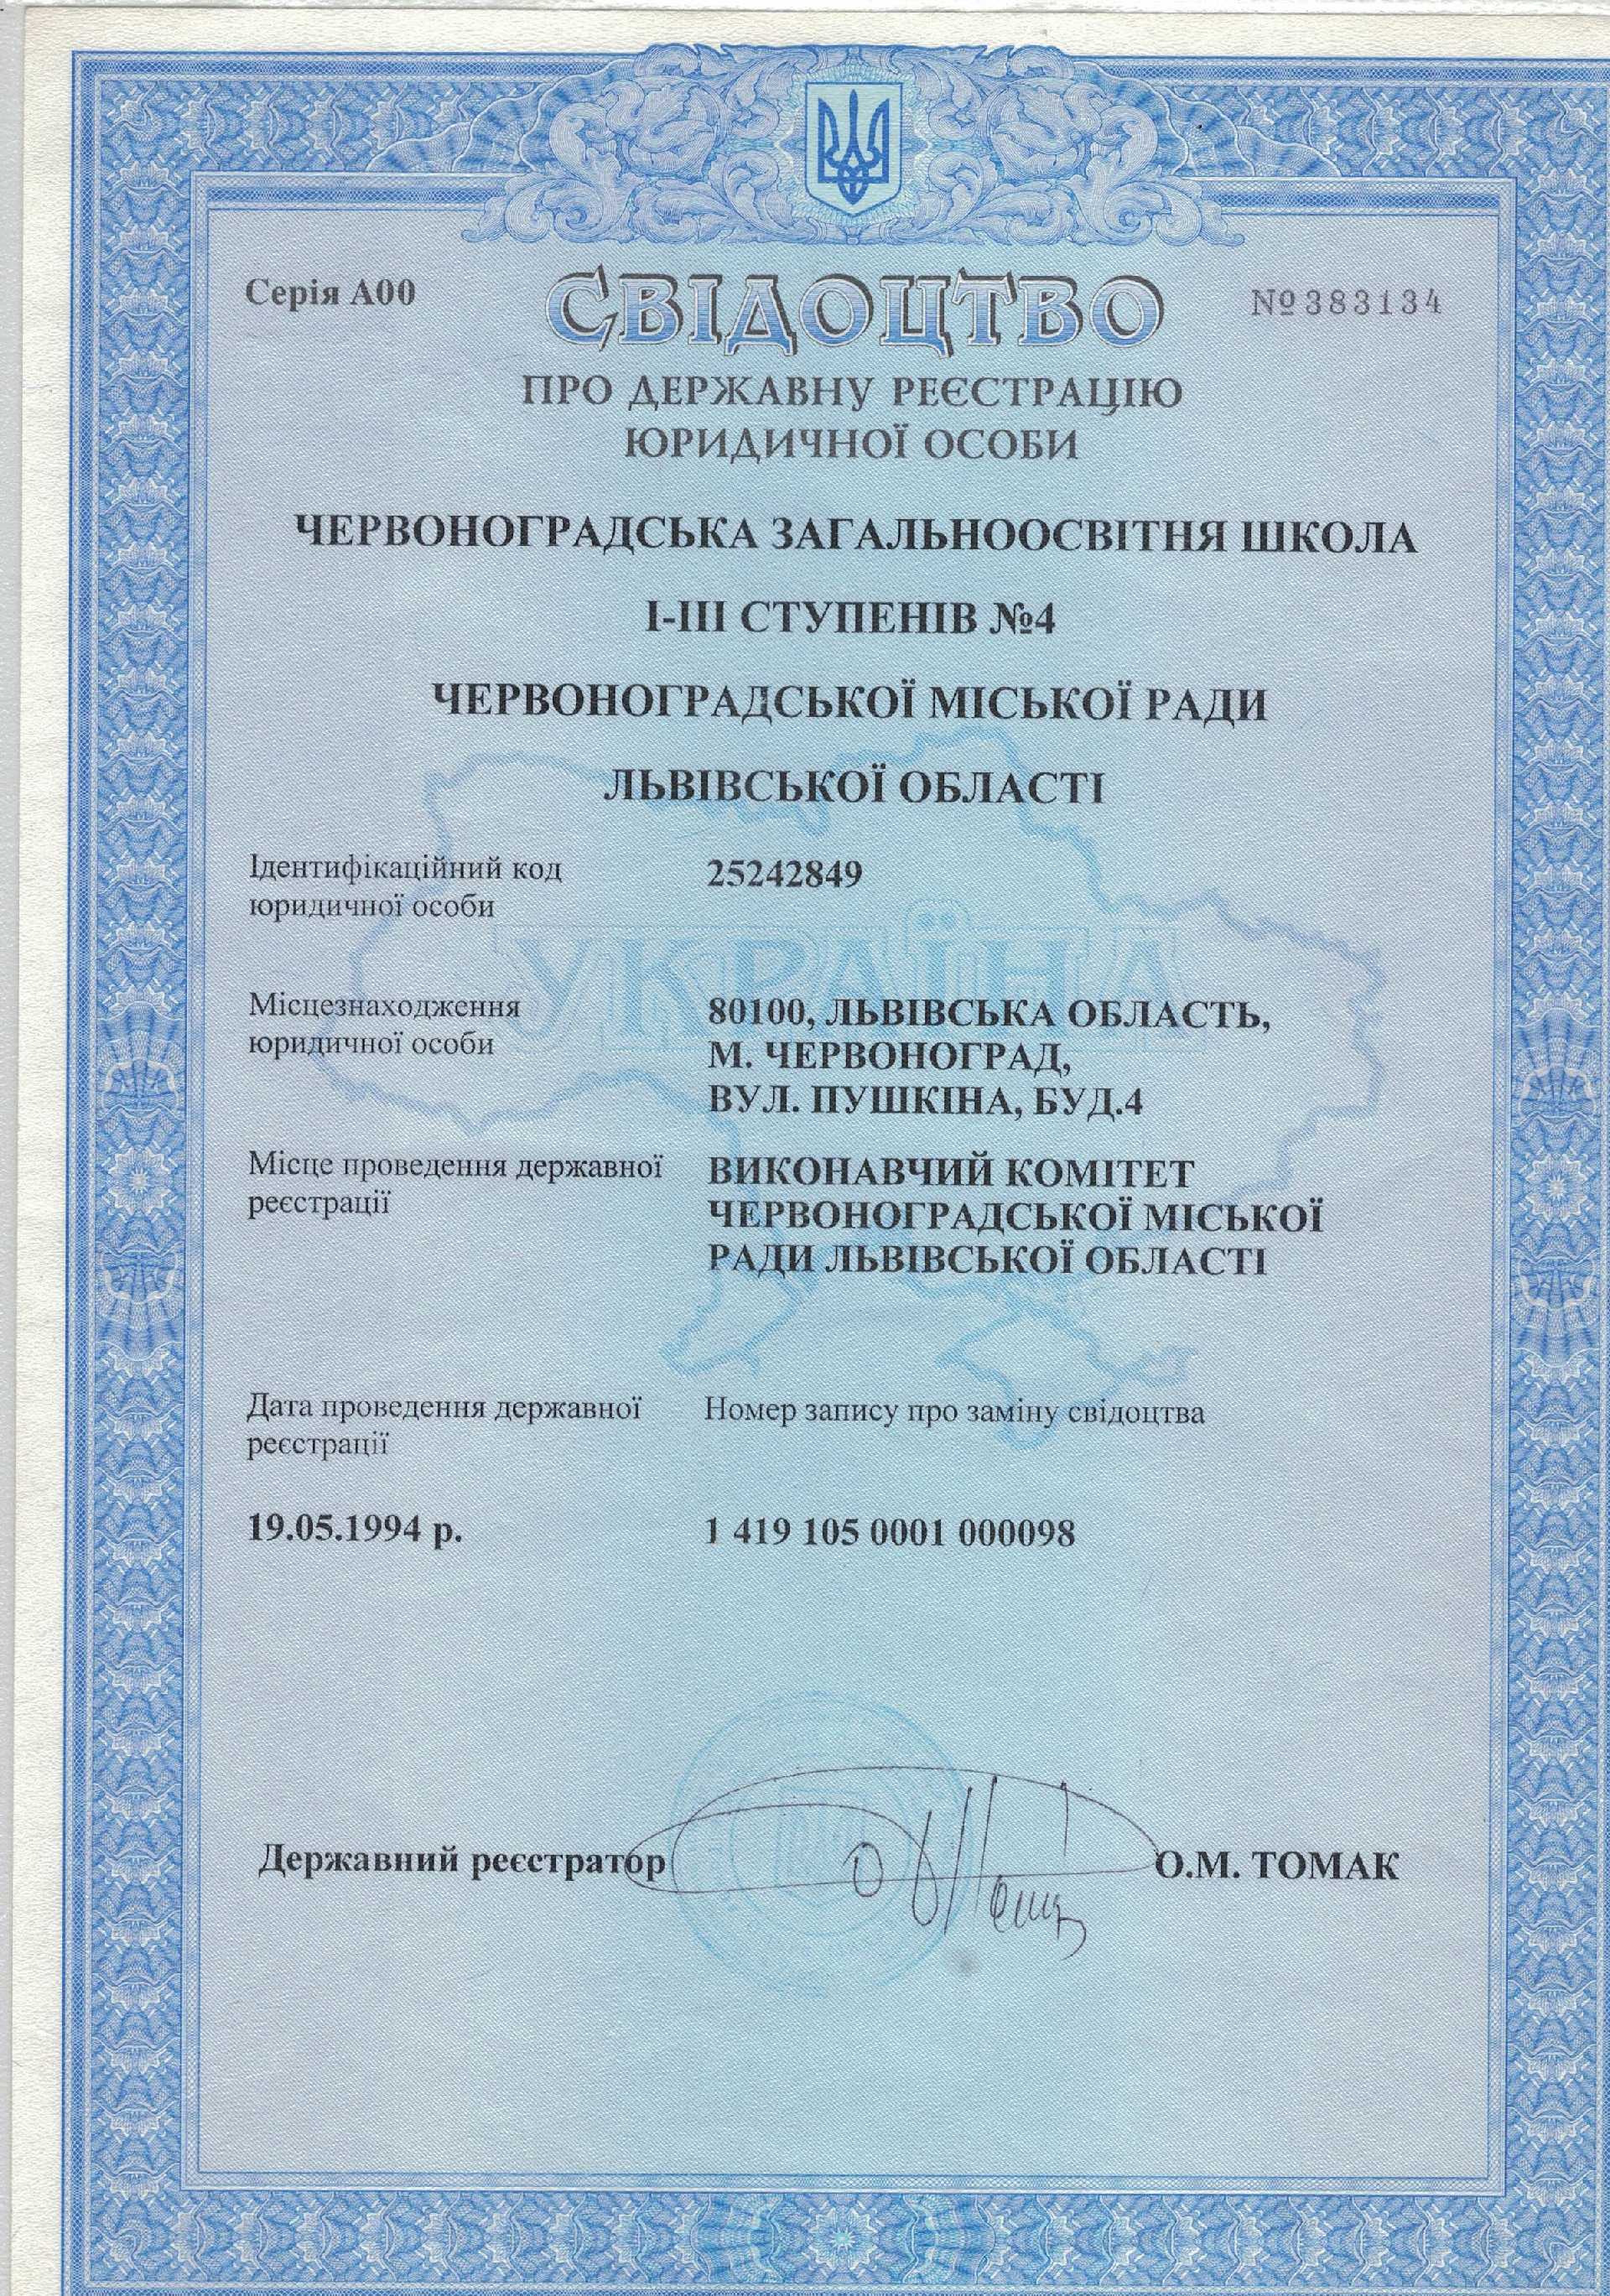 Серія А00
СВІДОЦТВО
№383134
ПРО ДЕРЖАВНУ РЕЄСТРАЦІЮ
ЮРИДИЧНОЇ ОСОБИ
ЧЕРВОНОГРАДСЬКА ЗАГАЛЬНООСВІТНЯ ШКОЛА
І-ІІІ СТУПЕНІВ №4
ЧЕРВОНОГРАДСЬКОЇ МІСЬКОЇ РАДИ
ЛЬВІВСЬКОЇ ОБЛАСТІ
Ідентифікаційний код
юридичної особи
25242849
УКРАЇНА
Місцезнаходження
юридичної особи
80100, ЛЬВІВСЬКА ОБЛАСТЬ,
М. ЧЕРВОНОГРАД,
ВУЛ. ПУШКІНА, БУД.4
Місце проведення державної
реєстрації
ВИКОНАВЧИЙ КОМІТЕТ
ЧЕРВОНОГРАДСЬКОЇ МІСЬКОЇ
РАДИ ЛЬВІВСЬКОЇ ОБЛАСТІ
Дата проведення державної
реєстрації
Номер запису про заміну свідоцтва
19.05.1994 р.
1 419 105 0001 000098
Державний реєстратор
О.М. ТОМАК